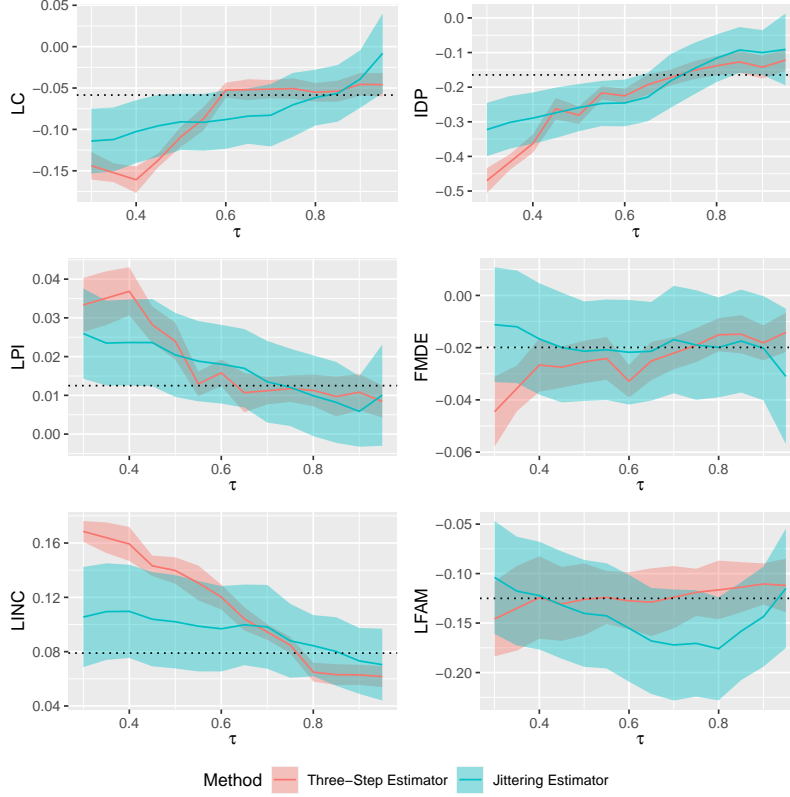 0.05
0.00
−0.05
−0.10
−0.15
LC
0.4 0.6 0.8
τ
0.0
−0.1
−0.2
−0.3
−0.4
−0.5
IDP
0.4 0.6 0.8
τ
0.04
0.03
0.02
0.01
0.00
LPI
0.4 0.6 0.8
τ
0.00
−0.02
−0.04
−0.06
FMDE
0.4 0.6 0.8
τ
0.16
0.12
0.08
0.04
LINC
0.4 0.6 0.8
τ
−0.05
−0.10
−0.15
−0.20
LFAM
0.4 0.6 0.8
τ
Method Three−Step Estimator Jittering Estimator